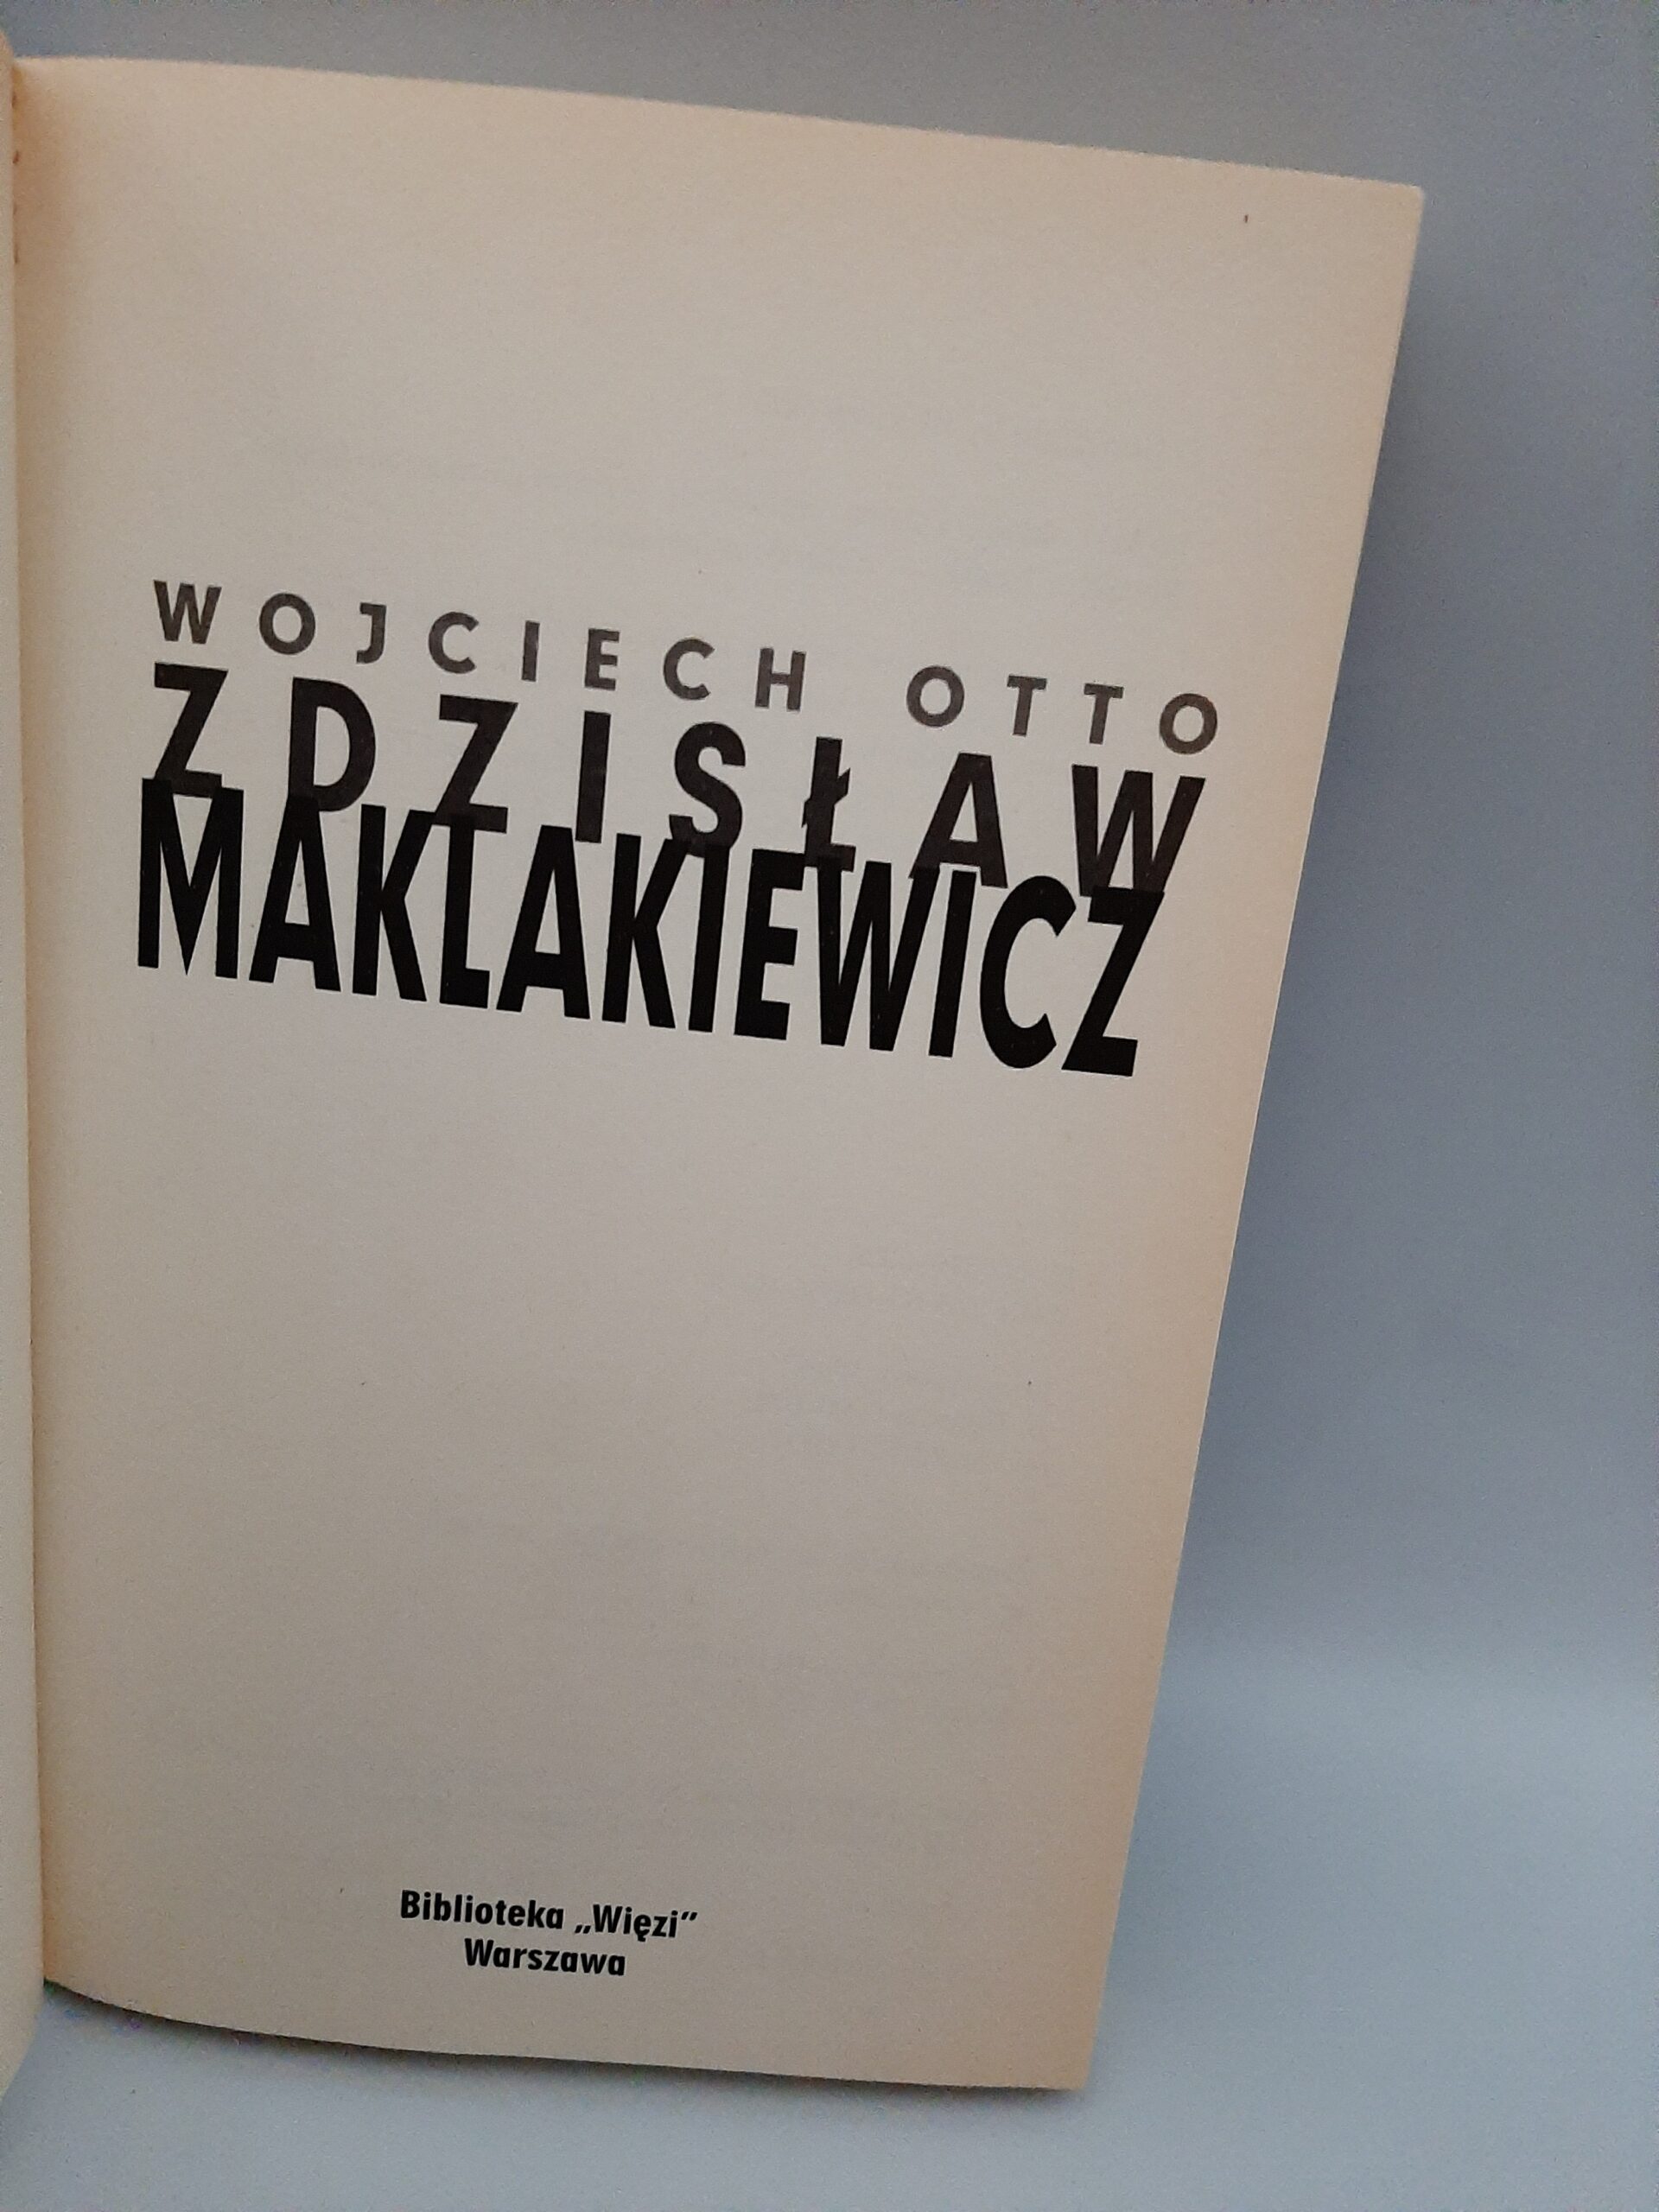 WOJCIECH OTTO
ZDZISŁAW
MAKLAKIEWICZ
Biblioteka „Więzi”
Warszawa